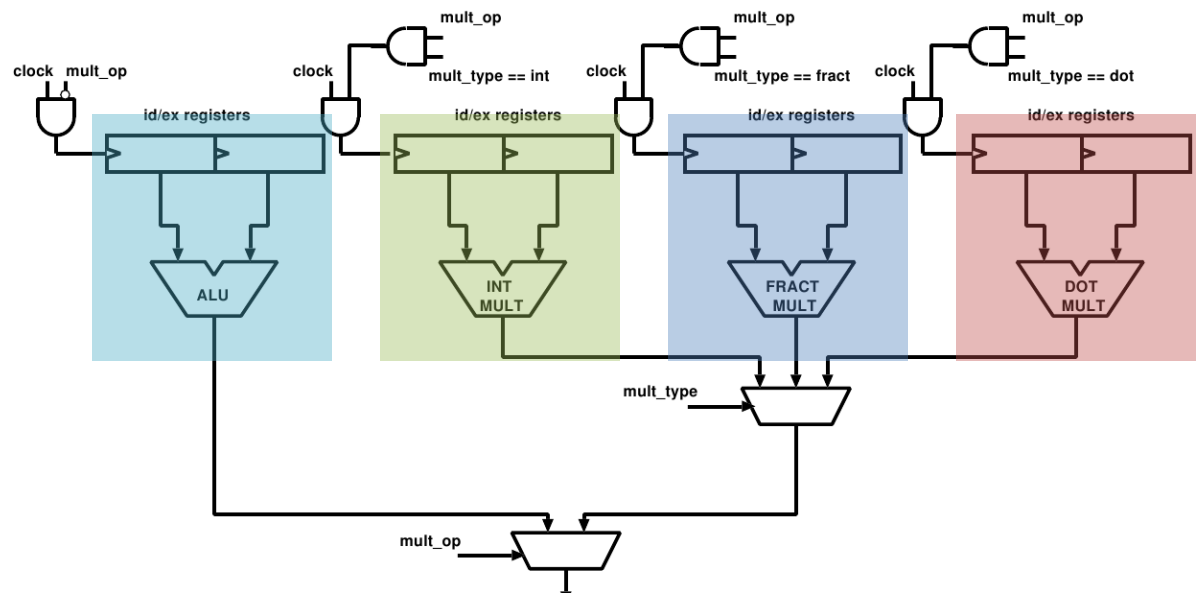 mult_op
mult_op
mult_op
clock mult_op
clock
mult_type == int
clock
mult_type == fract
clock
mult_type == dot
id/ex registers
id/ex registers
id/ex registers
id/ex registers
ALU
INT
MULT
FRACT
MULT
DOT
MULT
mult_type
mult_op